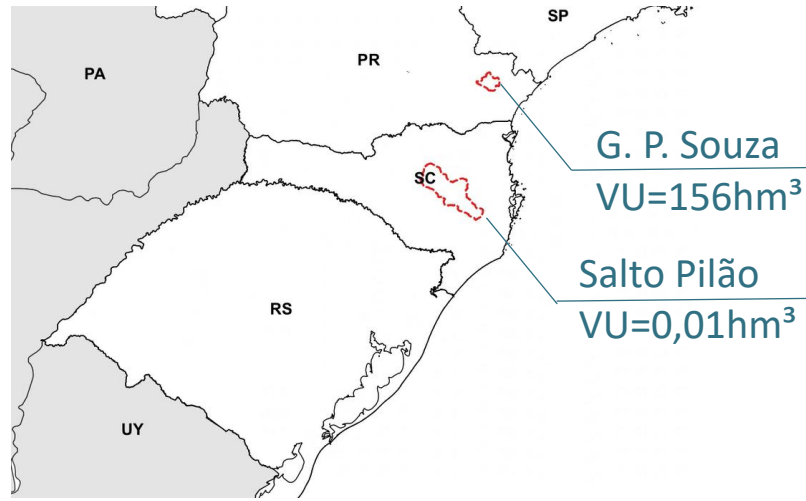 SP
PR
PA
G. P. Souza
VU=156hm³
SC
Salto Pilão
VU=0,01hm³
RS
UY